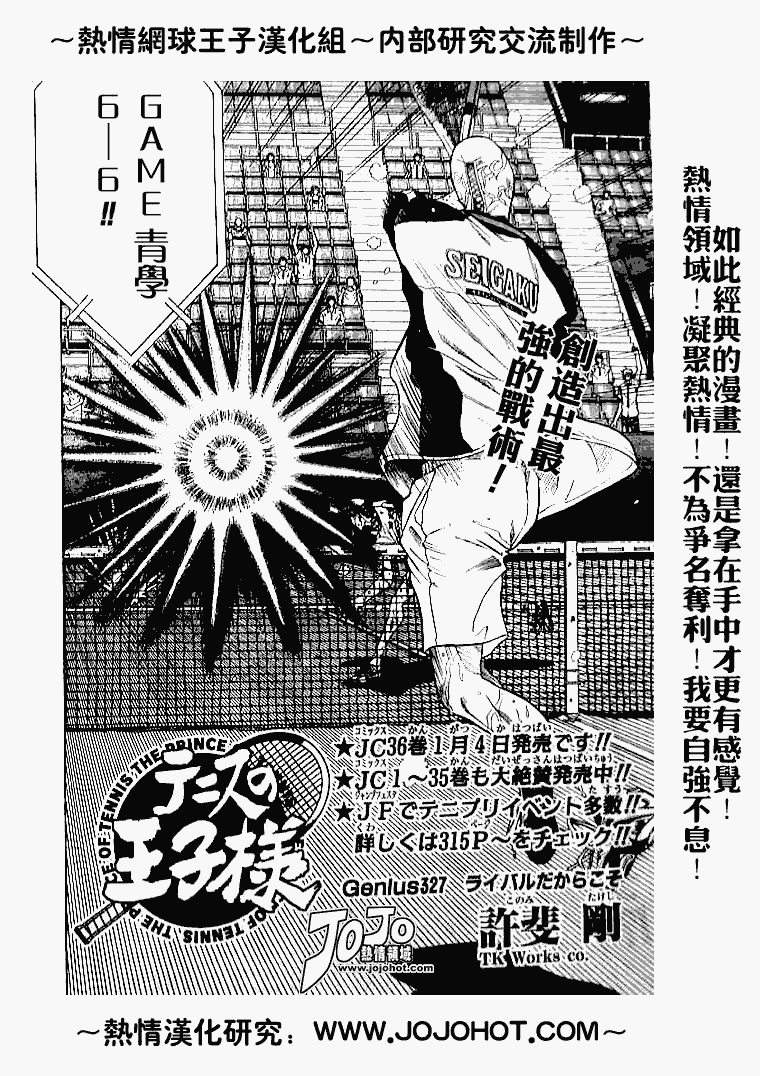 ～熱情網球王子漢化組～内部研究交流制作～
GAME 青學
6—6!!
SEIGAKU
創造出最
強的戰術！
如此經典的漫畫！還是拿在手中才更有感覺！
熱情領域！凝聚熱情！不為爭名奪利！我要自強不息！
★JC36巻1月4日発売です!!
★JC1～35巻も大絶賛発売中!!
★JFでテニプリイベント多数!!
詳しくは315P～をチェック!!
テニスの
王子様
THE PRINCE OF TENNIS
Genius327 ライバルだからこそ
許斐 剛
このみ たけし
TK Works co.
JoJo
熱情領域
www.jojohot.com
～熱情漢化研究：WWW.JOJOHOT.COM～